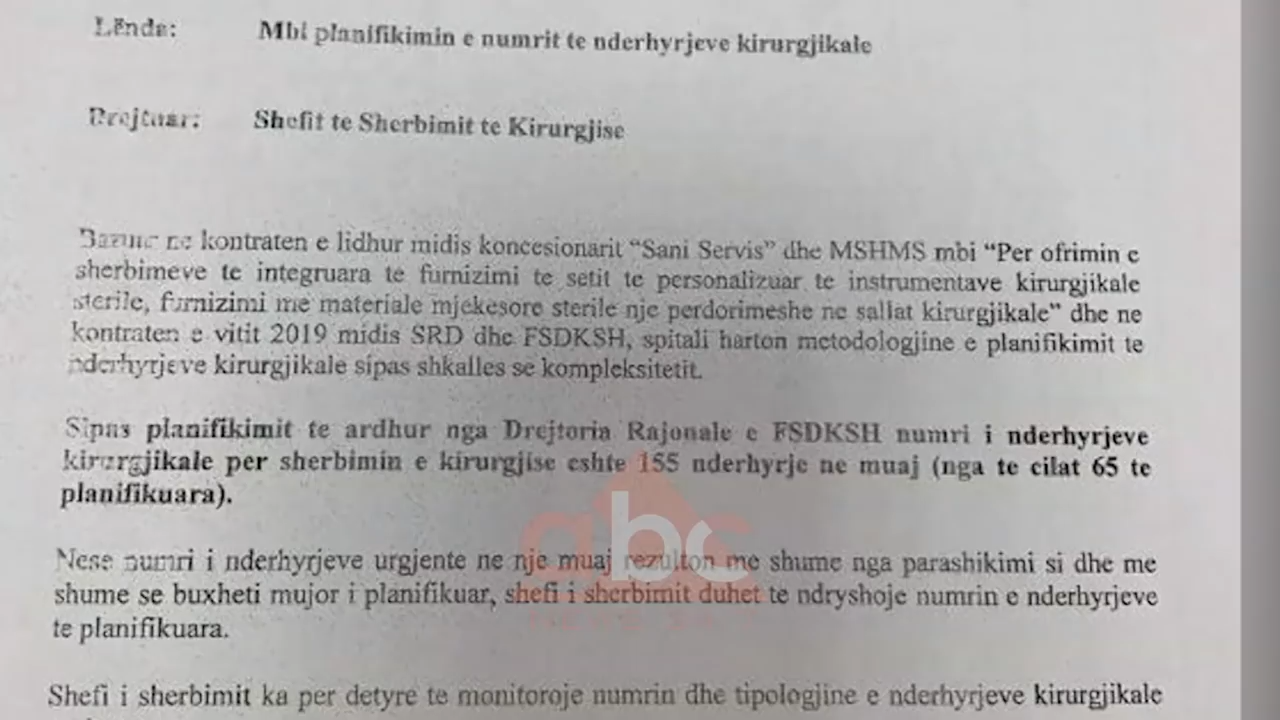 Lënda: Mbi planifikimin e numrit te nderhyrjeve kirurgjikale
Drejtuar: Shefit te Sherbimit te Kirurgjise
Bazuar ne kontraten e lidhur midis koncesionarit “Sani Servis” dhe MSHMS mbi “Per ofrimin e
sherbimeve te integruara te furnizimi te setit te personalizuar te instrumentave kirurgjikale
sterile, furnizimi me materiale mjekesore sterile nje perdorimeshe ne sallat kirurgjikale” dhe ne
kontraten e vitit 2019 midis SRD dhe FSDKSH, spitali harton metodologjine e planifikimit te
nderhyrjeve kirurgjikale sipas shkalles se kompleksitetit.
Sipas planifikimit te ardhur nga Drejtoria Rajonale e FSDKSH numri i nderhyrjeve
kirurgjikale per sherbimin e kirurgjise eshte 155 nderhyrje ne muaj (nga te cilat 65 te
planifikuara).
abc
Nese numri i nderhyrjeve urgjente ne nje muaj rezulton me shume nga parashikimi si dhe me
shume se buxheti mujor i planifikuar, shefi i sherbimit duhet te ndryshoje numrin e nderhyrjeve
te planifikuara.
Shefi i sherbimit ka per detyre te monitoroje numrin dhe tipologjine e nderhyrjeve kirurgjikale